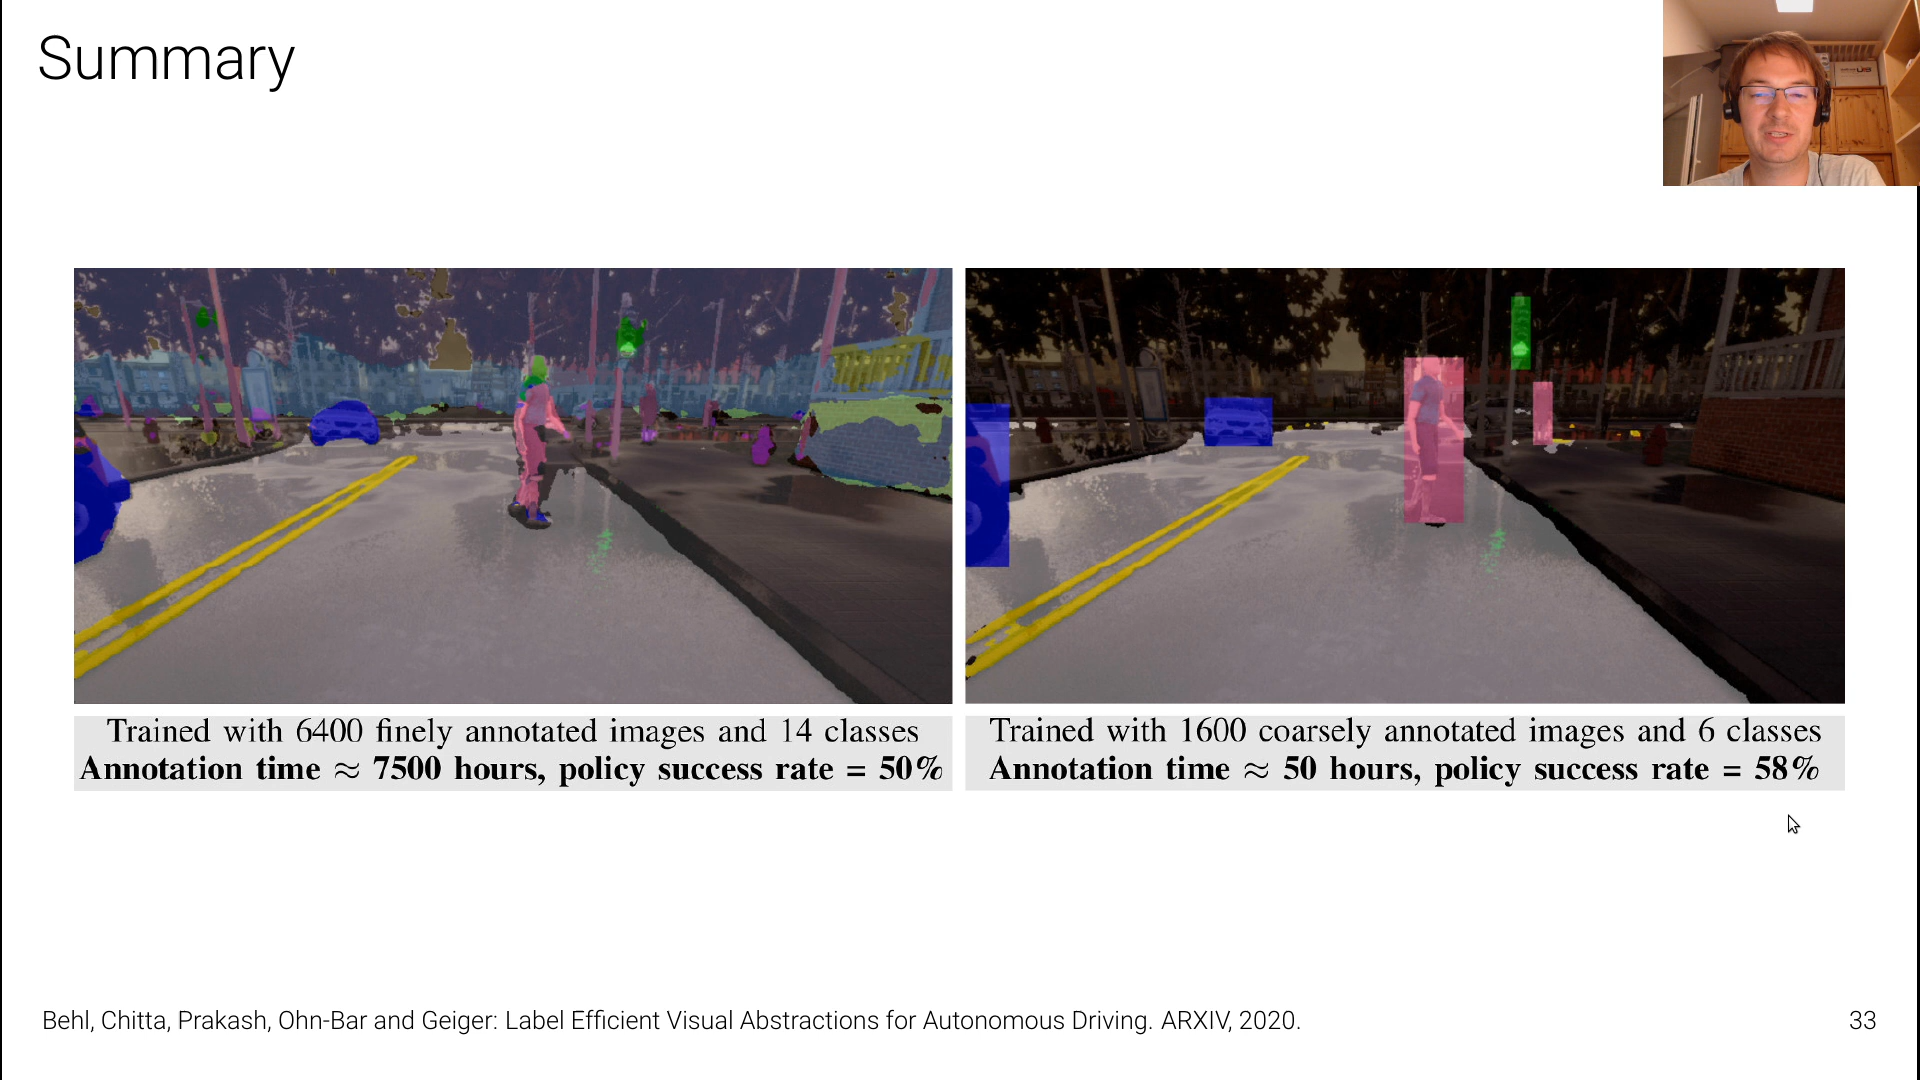 Summary
Trained with 6400 finely annotated images and 14 classes
Annotation time ≈ 7500 hours, policy success rate = 50%
Trained with 1600 coarsely annotated images and 6 classes
Annotation time ≈ 50 hours, policy success rate = 58%
Behl, Chitta, Prakash, Ohn-Bar and Geiger: Label Efficient Visual Abstractions for Autonomous Driving. ARXIV, 2020.
33